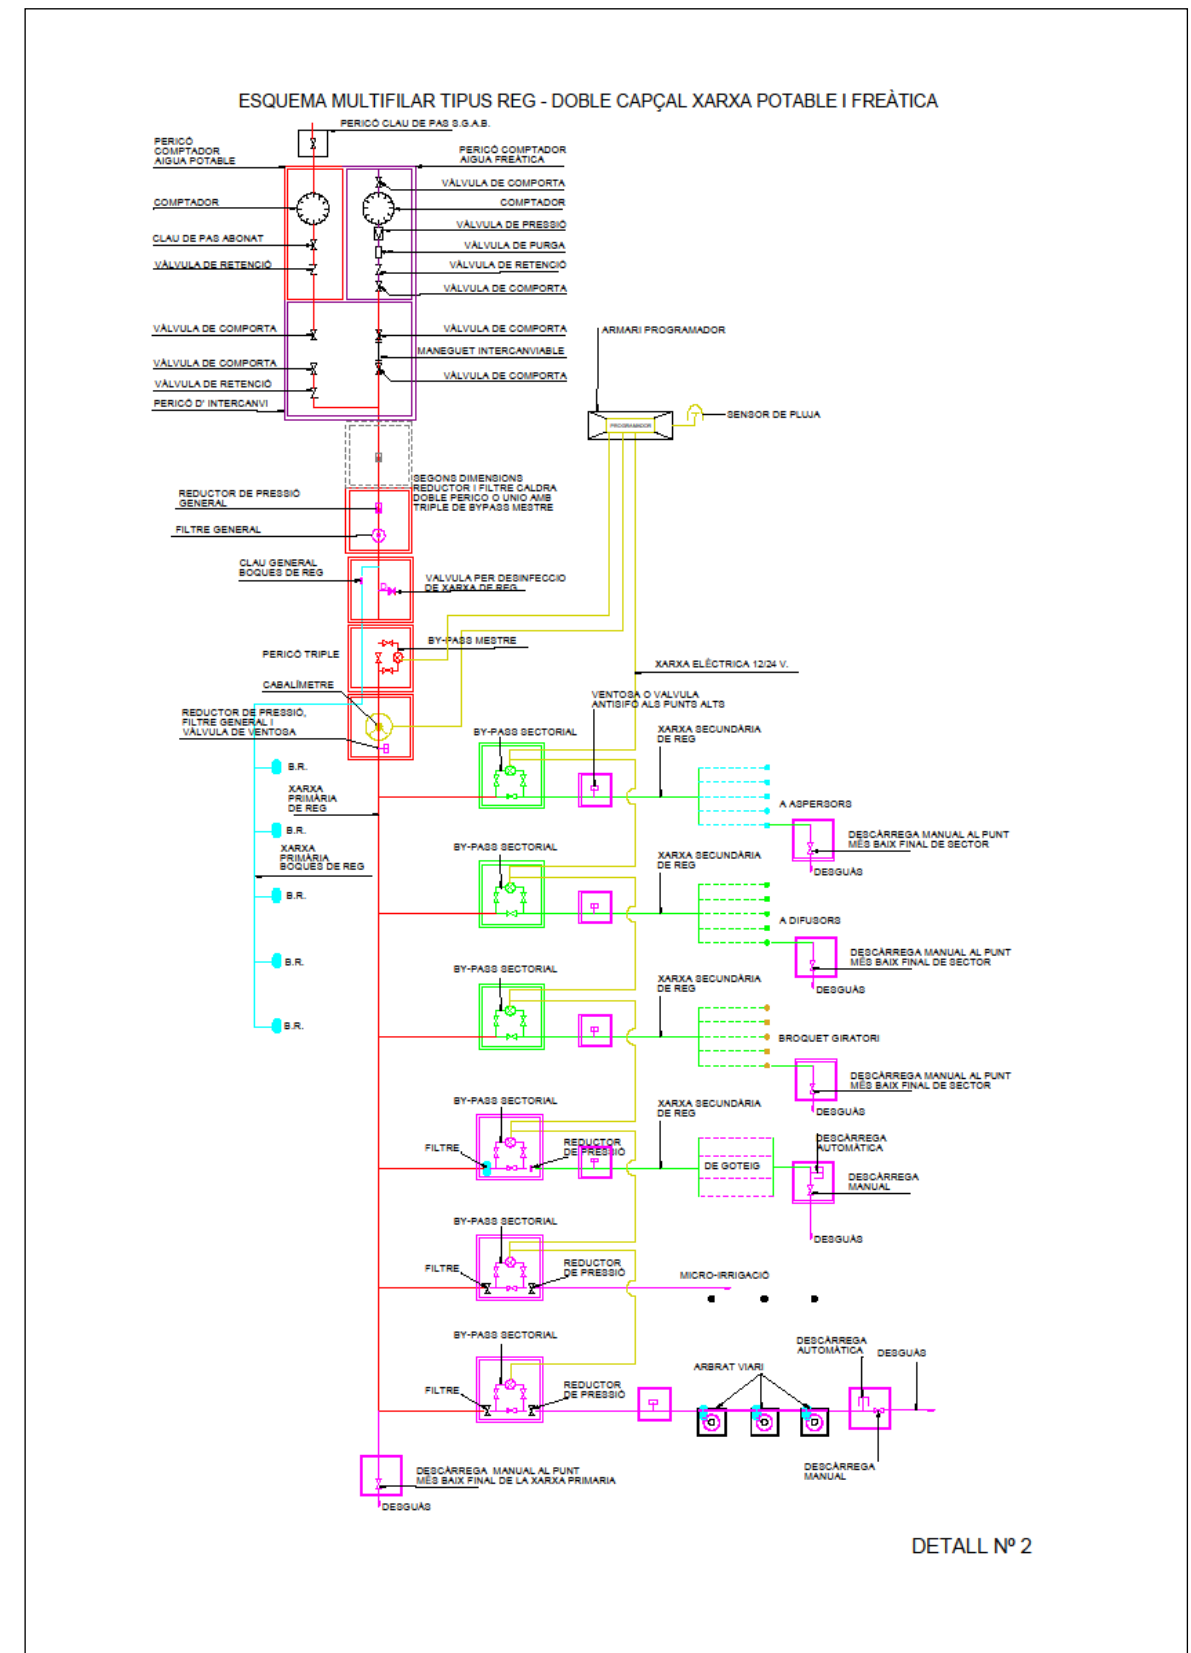 ESQUEMA MULTIFILAR TIPUS REG - DOBLE CAPÇAL XARXA POTABLE I FREÀTICA
PERICÓ CLAU DE PAS S.G.A.B.
PERICÓ
COMPTADOR
AIGUA POTABLE
PERICÓ COMPTADOR
AIGUA FREÀTICA
VÀLVULA DE COMPORTA
COMPTADOR
COMPTADOR
VÀLVULA DE PRESSIÓ
CLAU DE PAS ABONAT
VÀLVULA DE PURGA
VÀLVULA DE RETENCIÓ
VÀLVULA DE RETENCIÓ
VÀLVULA DE COMPORTA
VÀLVULA DE COMPORTA
VÀLVULA DE COMPORTA
MANEGUET INTERCANVIABLE
VÀLVULA DE COMPORTA
VÀLVULA DE COMPORTA
VÀLVULA DE RETENCIÓ
PERICÓ D' INTERCANVI
ARMARI PROGRAMADOR
PROGRAMADOR
SENSOR DE PLUJA
SEGONS DIMENSIONS
REDUCTOR I FILTRE CALDRA
DOBLE PERICO O UNIO AMB
TRIPLE DE BYPASS MESTRE
REDUCTOR DE PRESSIÓ
GENERAL
FILTRE GENERAL
CLAU GENERAL
BOQUES DE REG
VALVULA PER DESINFECCIO
DE XARXA DE REG
BY-PASS MESTRE
PERICÓ TRIPLE
XARXA ELÈCTRICA 12/24 V.
CABALÍMETRE
REDUCTOR DE PRESSIÓ,
FILTRE GENERAL I
VÀLVULA DE VENTOSA
VENTOSA O VALVULA
ANTISIFÓ ALS PUNTS ALTS
BY-PASS SECTORIAL
XARXA SECUNDÀRIA
DE REG
B.R.
XARXA
PRIMÀRIA
DE REG
A ASPERSORS
B.R.
DESCÀRREGA MANUAL AL PUNT
MÉS BAIX FINAL DE SECTOR
DESGUÀS
XARXA
PRIMÀRIA
BOQUES DE REG
BY-PASS SECTORIAL
XARXA SECUNDÀRIA
DE REG
B.R.
A DIFUSORS
DESCÀRREGA MANUAL AL PUNT
MÉS BAIX FINAL DE SECTOR
DESGUÀS
B.R.
BY-PASS SECTORIAL
XARXA SECUNDÀRIA
DE REG
B.R.
BROQUET GIRATORI
DESCÀRREGA MANUAL AL PUNT
MÉS BAIX FINAL DE SECTOR
DESGUÀS
BY-PASS SECTORIAL
XARXA SECUNDÀRIA
DE REG
FILTRE
REDUCTOR
DE PRESSIÓ
DE GOTEIG
DESCÀRREGA
AUTOMÀTICA
DESCÀRREGA
MANUAL
DESGUÀS
BY-PASS SECTORIAL
FILTRE
REDUCTOR
DE PRESSIÓ
MICRO-IRRIGACIÓ
BY-PASS SECTORIAL
FILTRE
REDUCTOR
DE PRESSIÓ
ARBRAT VIARI
DESCÀRREGA
AUTOMÀTICA
DESGUÀS
DESCÀRREGA
MANUAL
DESCÀRREGA MANUAL AL PUNT
MÉS BAIX FINAL DE LA XARXA PRIMARIA
DESGUÀS
DETALL Nº 2